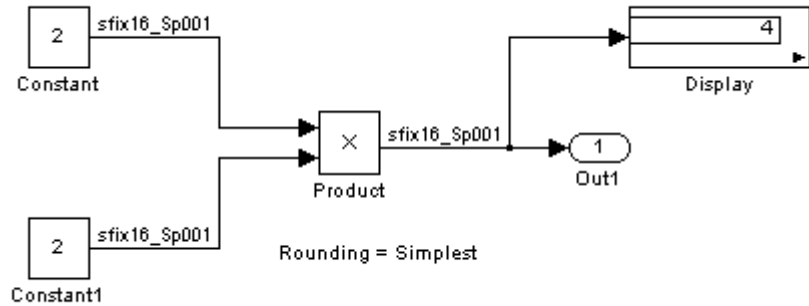 2
Constant
sfix16_Sp001
4
Display
×
Product
sfix16_Sp001
1
Out1
2
Constant1
sfix16_Sp001
Rounding = Simplest